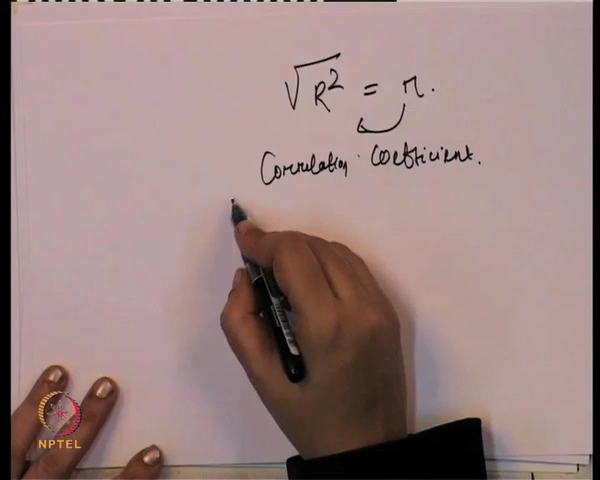 √R² = r.
Correlation Coefficient.
NPTEL